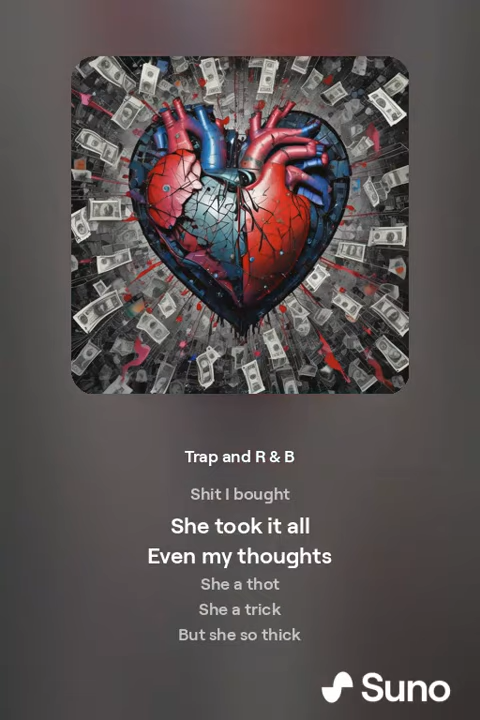 Trap and R & B
Shit I bought
She took it all
Even my thoughts
She a thot
She a trick
But she so thick
Suno